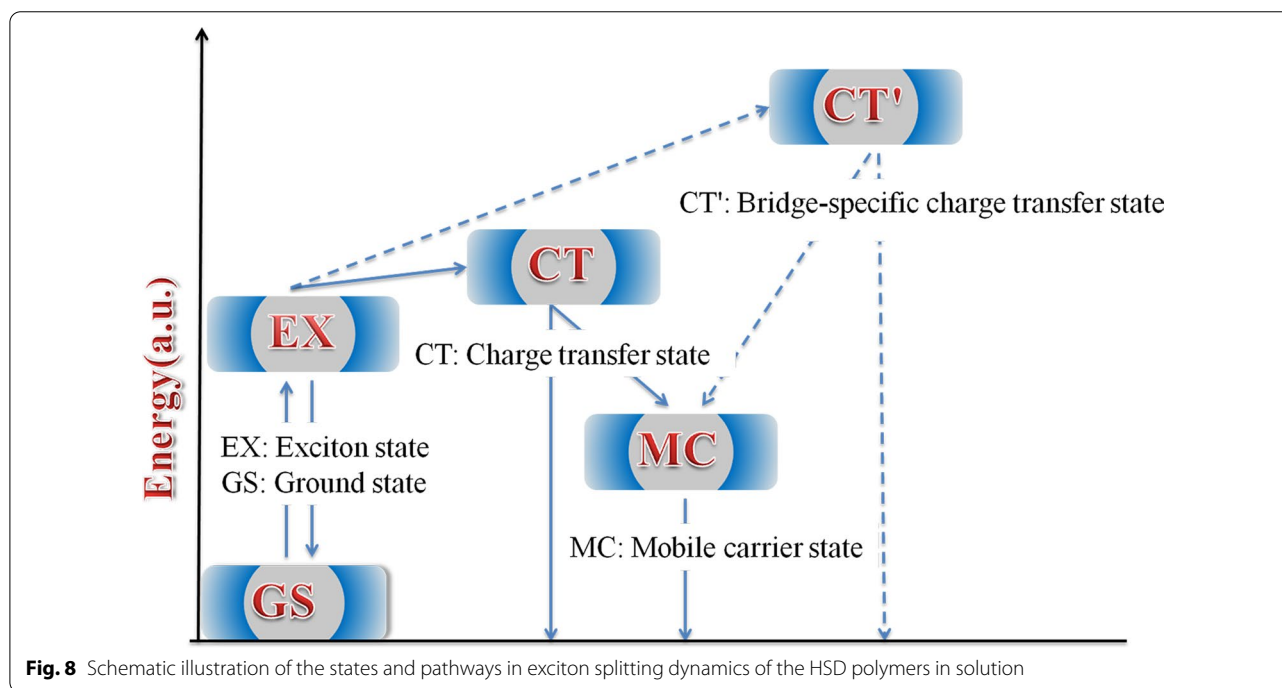 Energy(a.u.)
CT'
CT': Bridge-specific charge transfer state
CT
EX
CT: Charge transfer state
MC
EX: Exciton state
GS: Ground state
MC: Mobile carrier state
GS
Fig. 8 Schematic illustration of the states and pathways in exciton splitting dynamics of the HSD polymers in solution